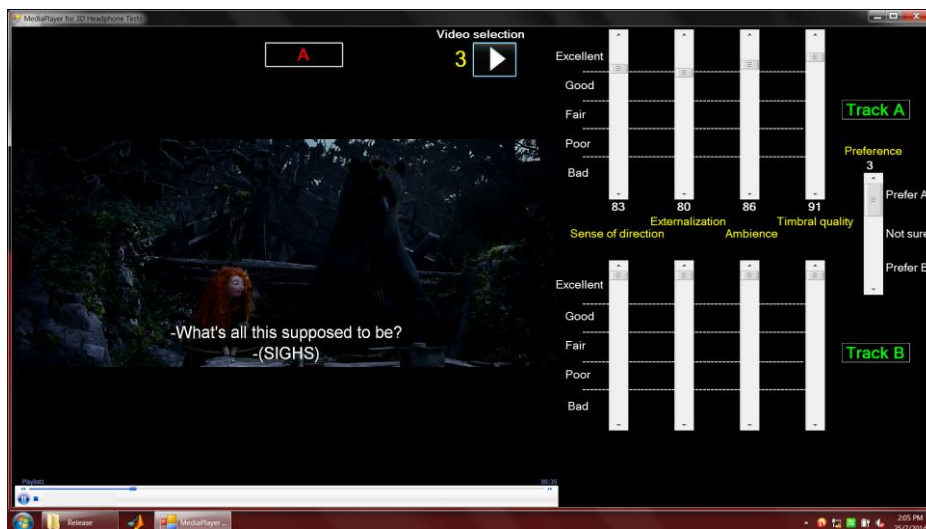 MediaPlayer for 3D Headphone Tests
A
Video selection
3
Excellent
Good
Fair
Poor
Bad
83
80
86
91
Sense of direction
Externalization
Ambience
Timbral quality
Track A
Preference
3
Prefer A
Not sure
Prefer B
-What's all this supposed to be?
-(SIGHS)
Excellent
Good
Fair
Poor
Bad
Track B
Playlist1
00:35
Release
MediaPlayer ...
2:05 PM